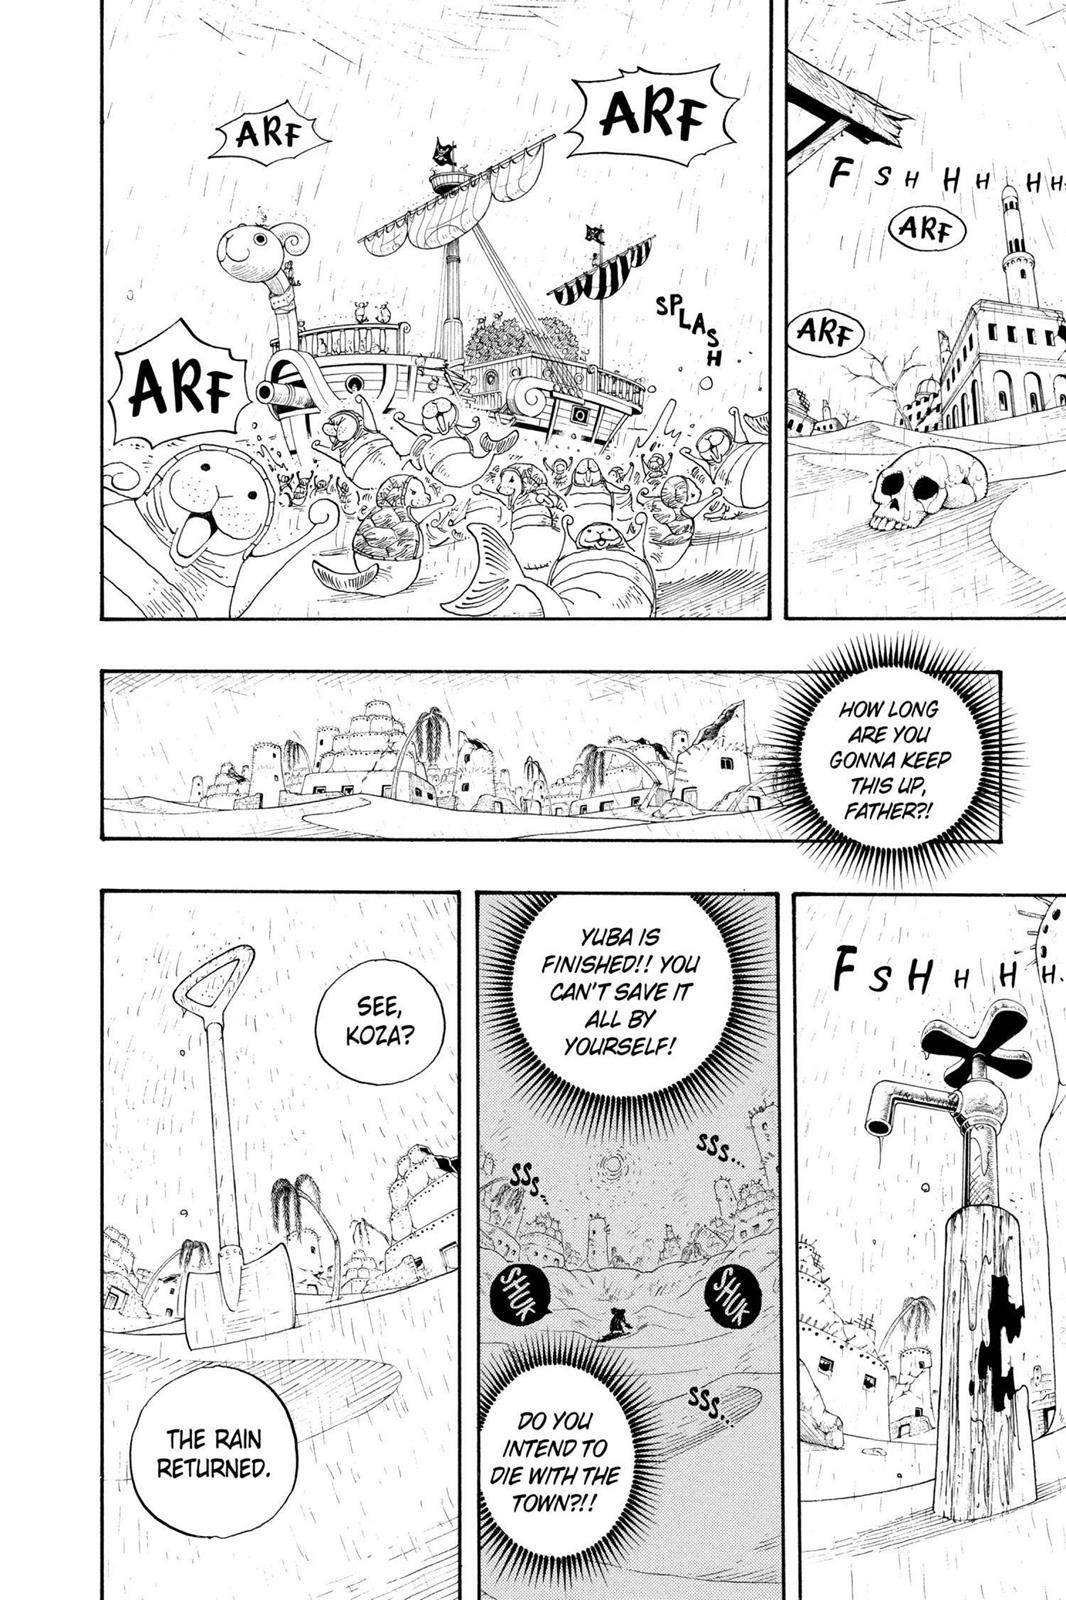 FSHHHHH.
ARF
ARF
ARF
ARF
ARF
SPLASH
HOW LONG
ARE YOU
GONNA KEEP
THIS UP,
FATHER?!
FSHHHH.
YUBA IS
FINISHED!! YOU
CAN'T SAVE IT
ALL BY
YOURSELF!
SSS...
SSS...
SHUK
SHUK
SSS...
DO YOU
INTEND TO
DIE WITH THE
TOWN?!!
SEE,
KOZA?
THE RAIN
RETURNED.